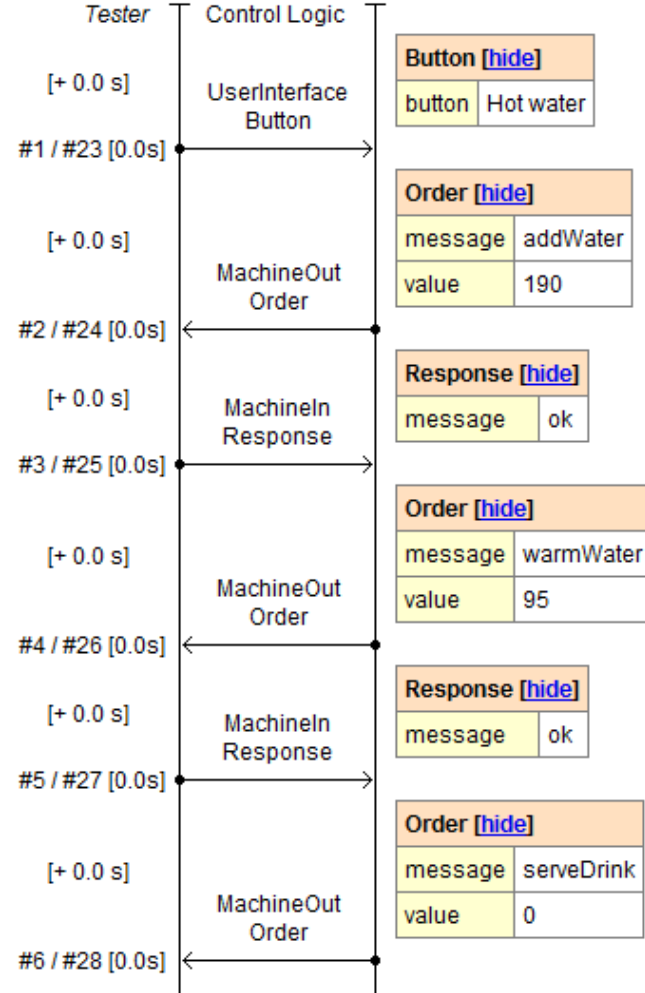 Tester
Control Logic
Button [hide]
[+ 0.0 s]
UserInterface
Button
button Hot water
#1 / #23 [0.0s]
Order [hide]
[+ 0.0 s]
message addWater
MachineOut
Order
value 190
#2 / #24 [0.0s]
Response [hide]
[+ 0.0 s]
MachineIn
Response
message ok
#3 / #25 [0.0s]
Order [hide]
[+ 0.0 s]
message warmWater
MachineOut
Order
value 95
#4 / #26 [0.0s]
Response [hide]
[+ 0.0 s]
MachineIn
Response
message ok
#5 / #27 [0.0s]
Order [hide]
[+ 0.0 s]
message serveDrink
MachineOut
Order
value 0
#6 / #28 [0.0s]